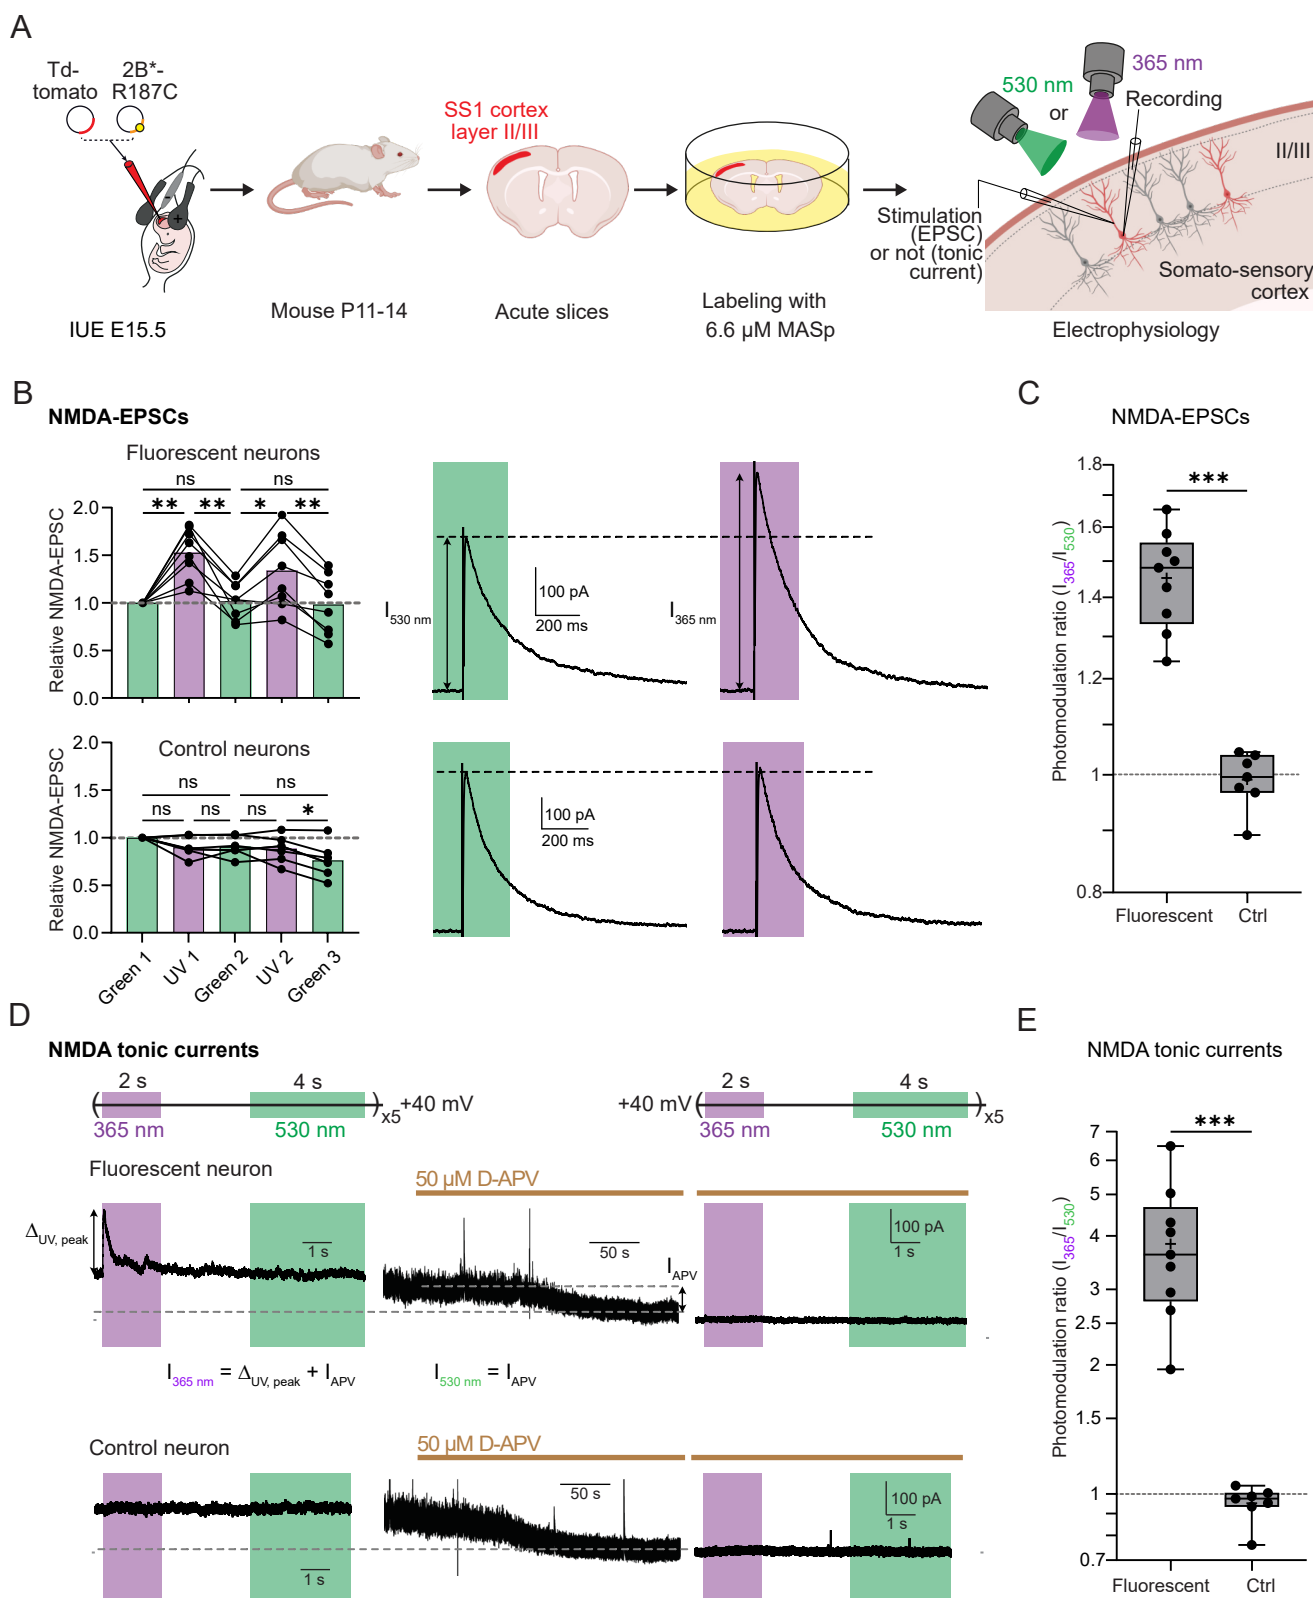 A
Td-
tomato
2B*-
R187C
IUE E15.5
Mouse P11-14
SS1 cortex
layer II/III
Acute slices
Labeling with
6.6 µM MASp
530 nm
or
365 nm
Recording
II/III
Stimulation
(EPSC)
or not (tonic
current)
Somato-sensory
cortex
Electrophysiology
B
NMDA-EPSCs
Fluorescent neurons
ns ns
** ** * **
Relative NMDA-EPSC
2.0
1.5
1.0
0.5
0.0
I530 nm
100 pA
200 ms
I365 nm
Control neurons
ns ns
ns ns ns *
Relative NMDA-EPSC
2.0
1.5
1.0
0.5
0.0
Green 1
UV 1
Green 2
UV 2
Green 3
100 pA
200 ms
C
NMDA-EPSCs
***
Photomodulation ratio (I365/I530)
1.8
1.6
1.4
1.2
1
0.8
Fluorescent
Ctrl
D
NMDA tonic currents
2 s 4 s
( )x5 +40 mV
365 nm 530 nm
2 s 4 s
+40 mV ( )x5
365 nm 530 nm
Fluorescent neuron
50 µM D-APV
ΔUV, peak
1 s
50 s
IAPV
100 pA
1 s
I365 nm = ΔUV, peak + IAPV
I530 nm = IAPV
Control neuron
50 µM D-APV
1 s
50 s
100 pA
1 s
E
NMDA tonic currents
***
Photomodulation ratio (I365/I530)
7
6
5
4
3
2.5
2
1.5
1
0.7
Fluorescent
Ctrl